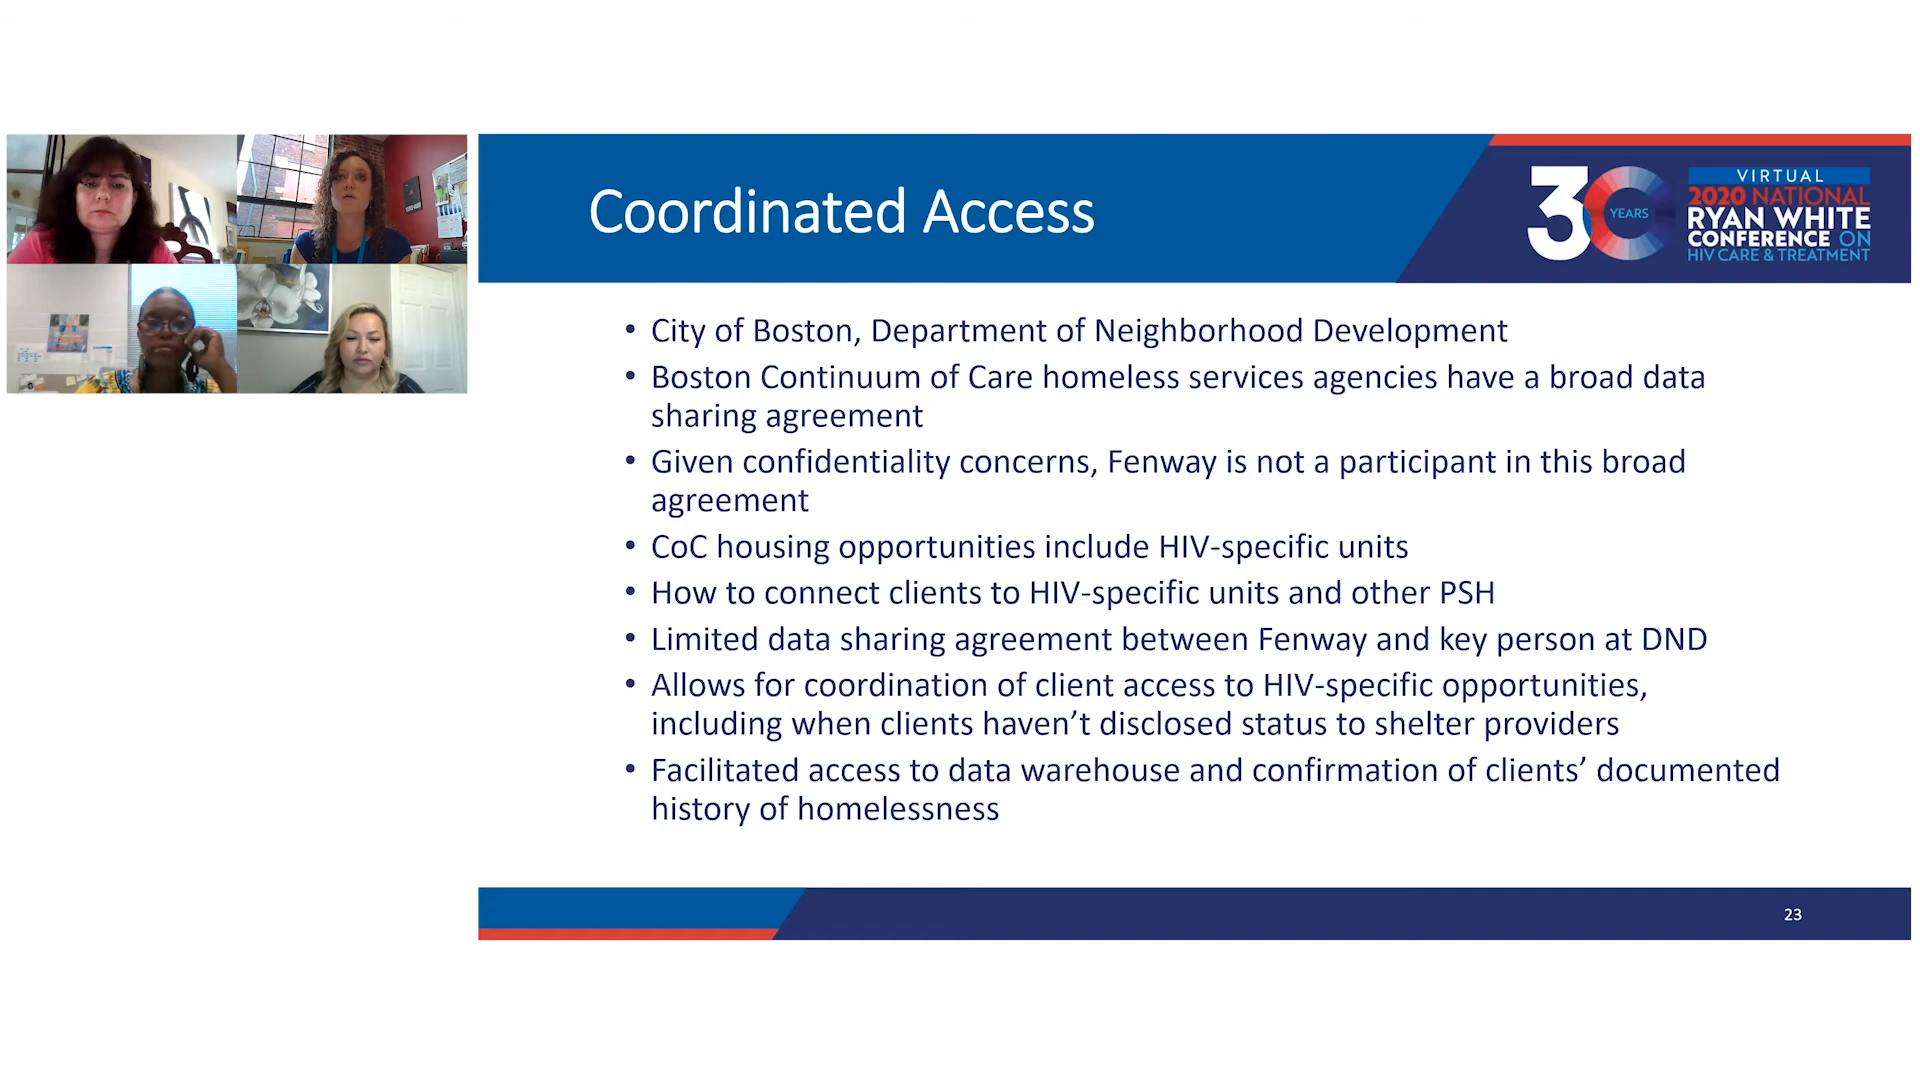 Coordinated Access
30 YEARS
VIRTUAL
2020 NATIONAL
RYAN WHITE
CONFERENCE ON
HIV CARE & TREATMENT
• City of Boston, Department of Neighborhood Development
• Boston Continuum of Care homeless services agencies have a broad data
sharing agreement
• Given confidentiality concerns, Fenway is not a participant in this broad
agreement
• CoC housing opportunities include HIV-specific units
• How to connect clients to HIV-specific units and other PSH
• Limited data sharing agreement between Fenway and key person at DND
• Allows for coordination of client access to HIV-specific opportunities,
including when clients haven’t disclosed status to shelter providers
• Facilitated access to data warehouse and confirmation of clients’ documented
history of homelessness
23